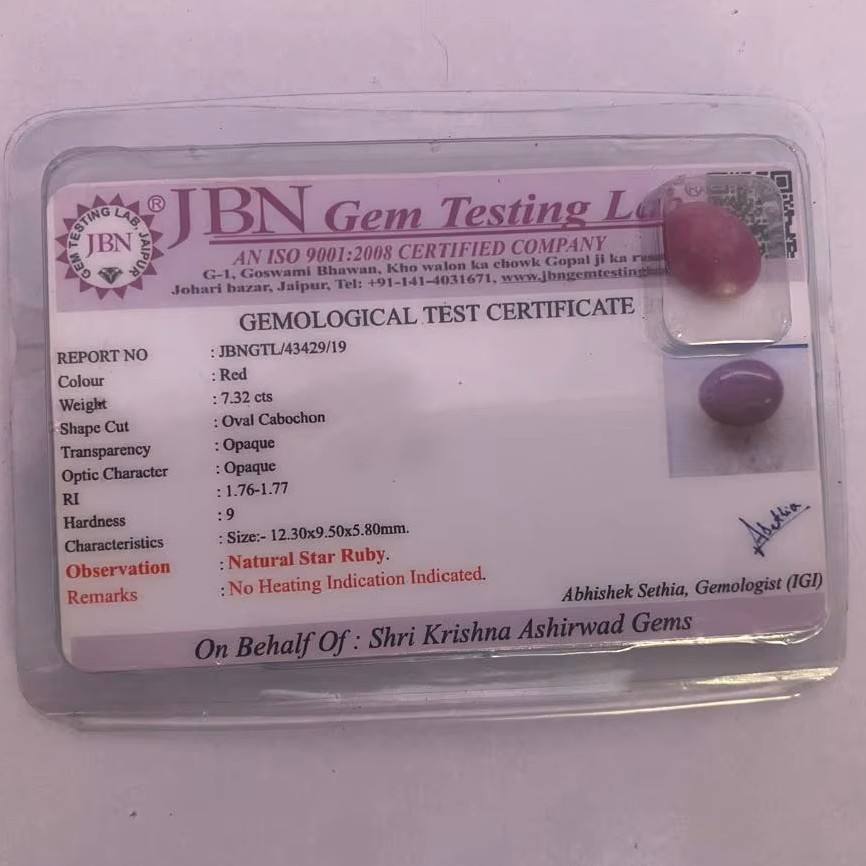 GEM TESTING LAB, JAIPUR
JBN
® JBN Gem Testing
AN ISO 9001:2008 CERTIFIED COMPANY
G-1, Goswami Bhawan, Kho walon ka chowk Gopal ji ka
Johari bazar, Jaipur, Tel: +91-141-4031671, www.jbngemtesting
GEMOLOGICAL TEST CERTIFICATE
REPORT NO : JBNGTL/43429/19
Colour : Red
Weight : 7.32 cts
Shape Cut : Oval Cabochon
Transparency : Opaque
Optic Character : Opaque
RI : 1.76-1.77
Hardness : 9
Characteristics : Size:- 12.30x9.50x5.80mm.
Observation : Natural Star Ruby.
Remarks : No Heating Indication Indicated.
Abhishek Sethia, Gemologist (IGI)
On Behalf Of : Shri Krishna Ashirwad Gems